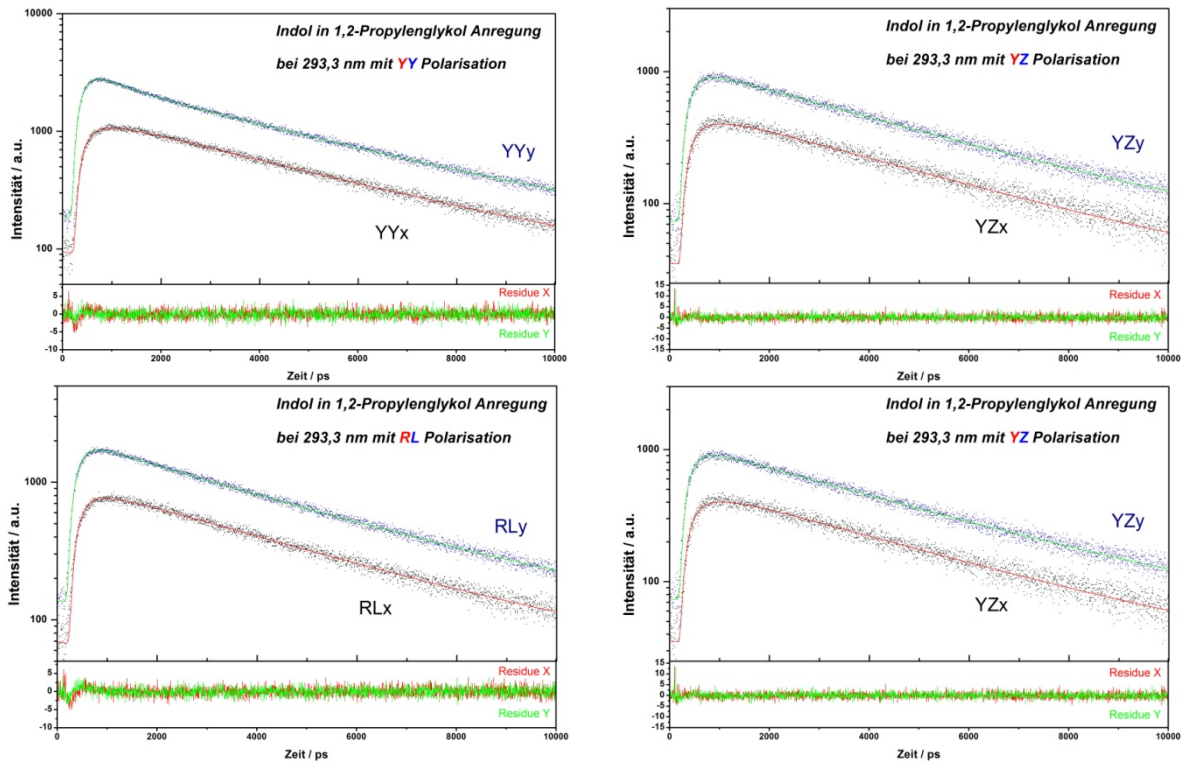 10000
Indol in 1,2-Propylenglykol Anregung
bei 293,3 nm mit YY Polarisation
1000
YYy
Intensität / a.u.
YYx
100
5
Residue X
0
-5
Residue Y
-10
0 2000 4000 6000 8000 10000
Zeit / ps
Indol in 1,2-Propylenglykol Anregung
bei 293,3 nm mit YZ Polarisation
1000
YZy
Intensität / a.u.
YZx
100
15
Residue X
10
5
0
-5
-10
Residue Y
-15
0 2000 4000 6000 8000 10000
Zeit / ps
Indol in 1,2-Propylenglykol Anregung
bei 293,3 nm mit RL Polarisation
1000
RLy
Intensität / a.u.
RLx
100
5
Residue X
0
-5
Residue Y
-10
0 2000 4000 6000 8000 10000
Zeit / ps
Indol in 1,2-Propylenglykol Anregung
bei 293,3 nm mit YZ Polarisation
1000
YZy
Intensität / a.u.
YZx
100
15
Residue X
10
5
0
-5
-10
Residue Y
-15
0 2000 4000 6000 8000 10000
Zeit / ps